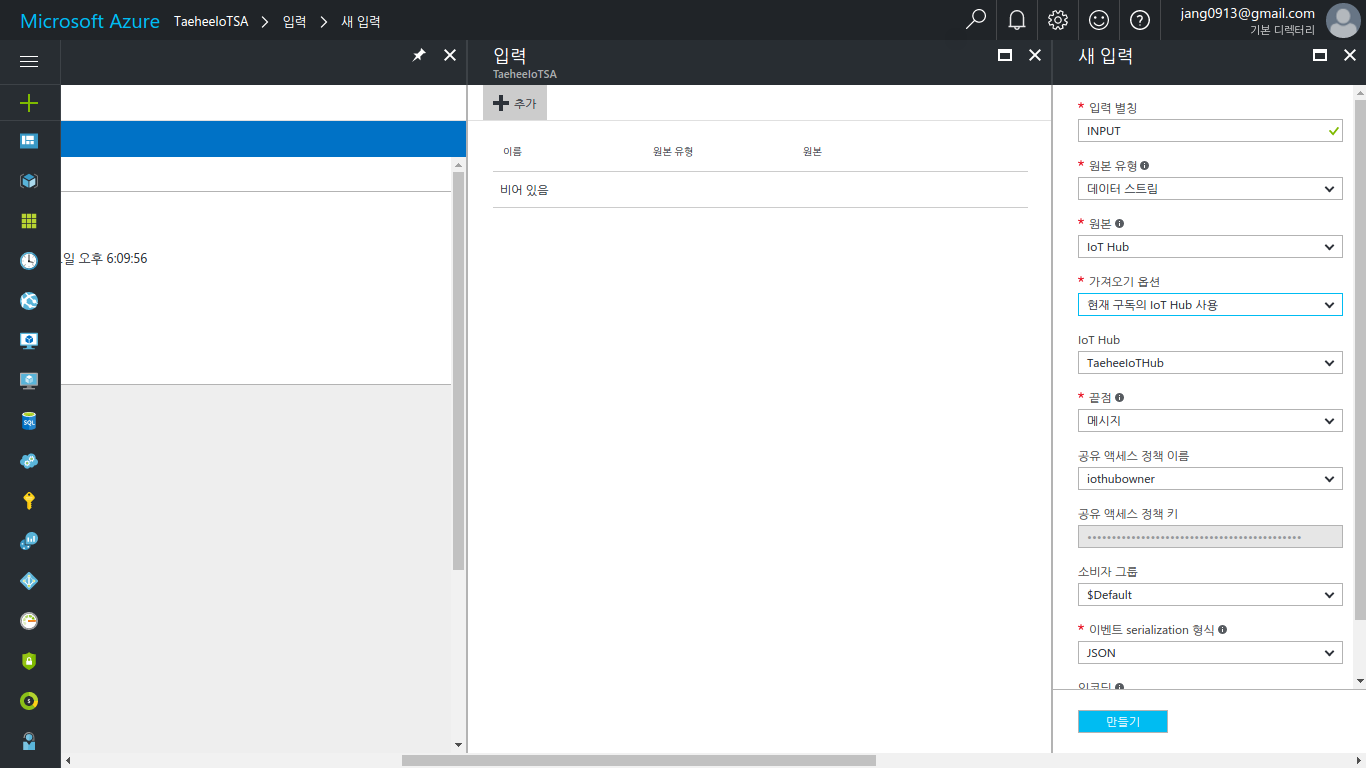 Microsoft Azure TaeheeIoTSA 입력 새 입력
jang0913@gmail.com
기본 디렉터리
일 오후 6:09:56
입력
TaeheeIoTSA
추가
이름 원본 유형 원본
비어 있음
새 입력
* 입력 별칭
INPUT
* 원본 유형
데이터 스트림
* 원본
IoT Hub
* 가져오기 옵션
현재 구독의 IoT Hub 사용
IoT Hub
TaeheeIoTHub
* 끝점
메시지
공유 액세스 정책 이름
iothubowner
공유 액세스 정책 키
소비자 그룹
$Default
* 이벤트 serialization 형식
JSON
인코딩
만들기